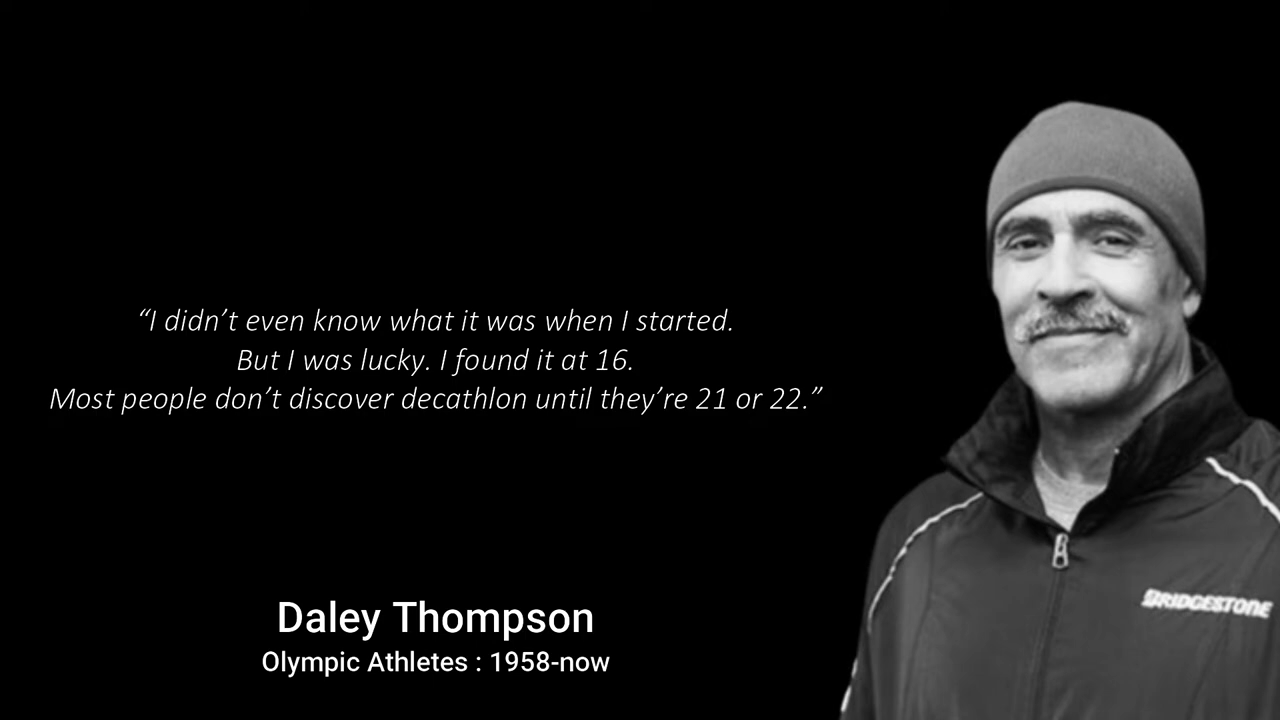 “I didn’t even know what it was when I started.
But I was lucky. I found it at 16.
Most people don’t discover decathlon until they’re 21 or 22.”
Daley Thompson
Olympic Athletes : 1958-now
BRIDGESTONE